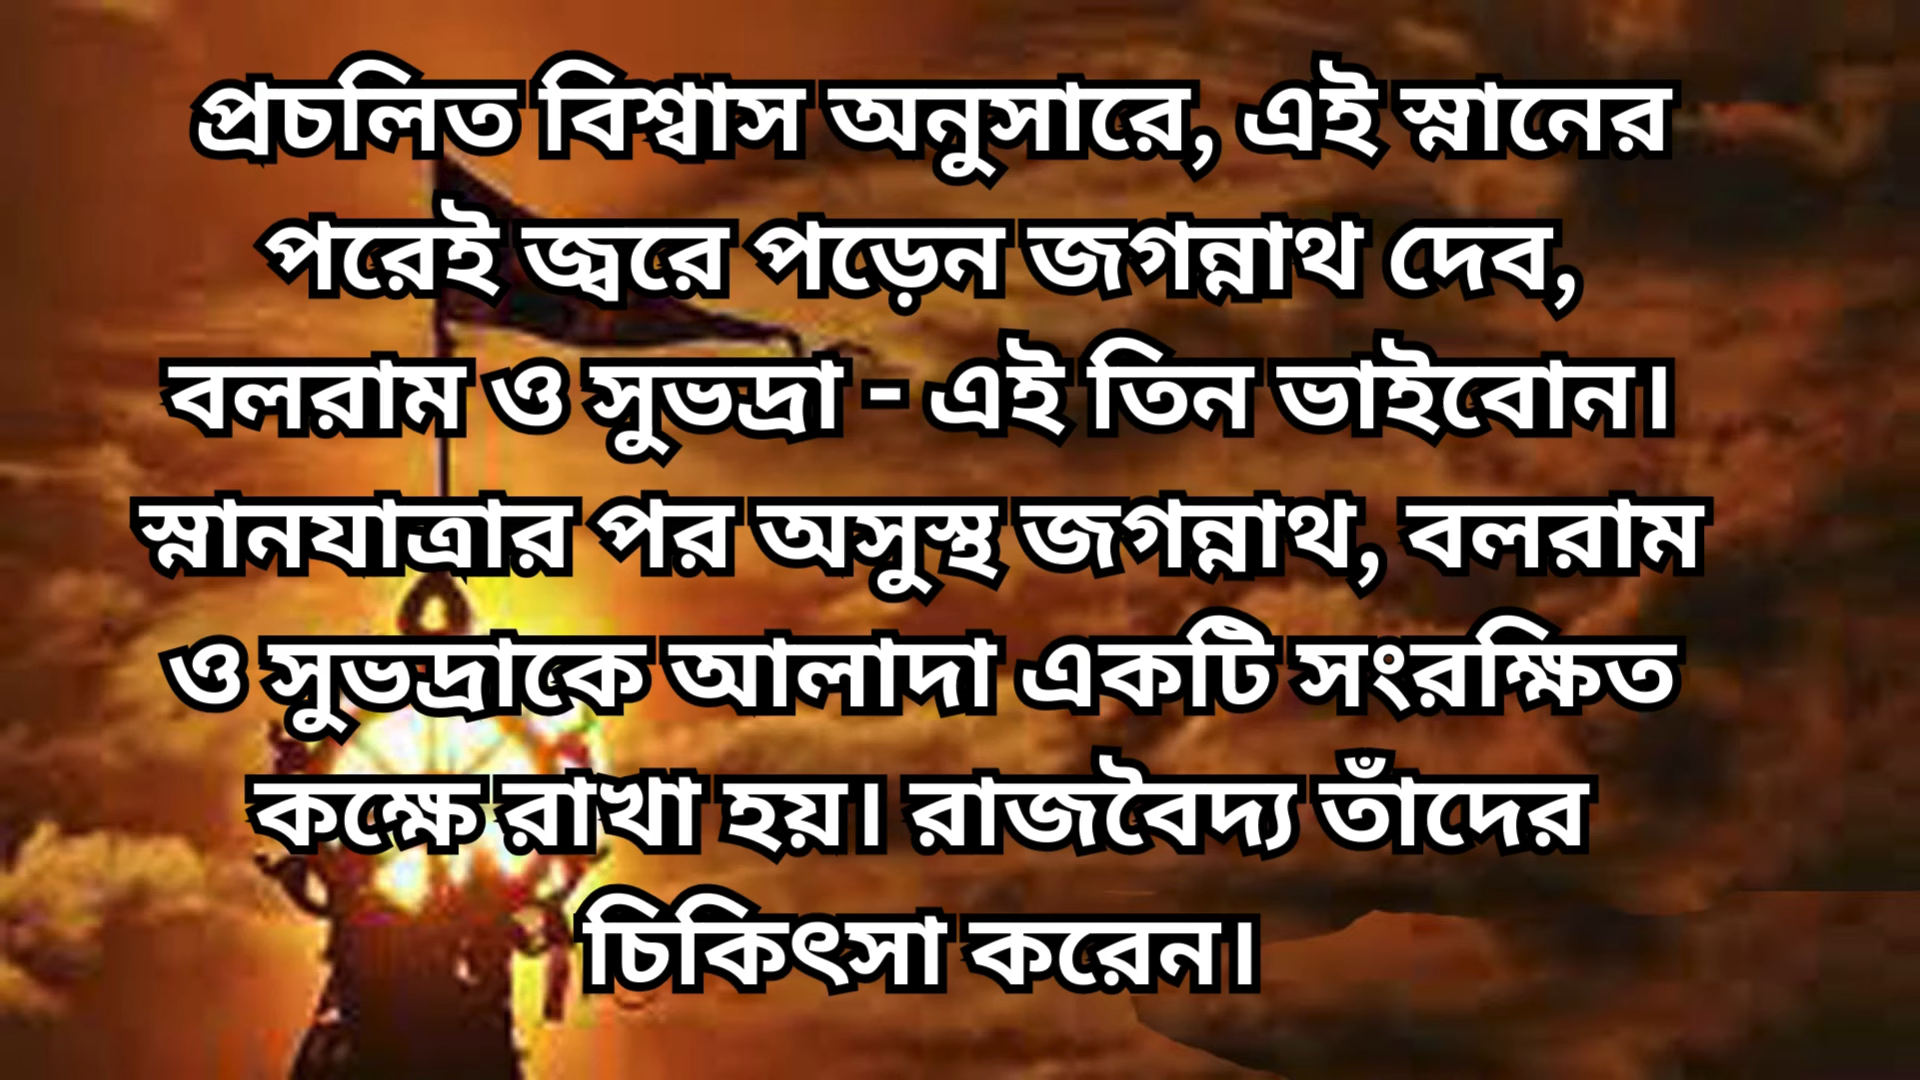 প্রচলিত বিশ্বাস অনুসারে, এই স্নানের
পরেই জ্বরে পড়েন জগন্নাথ দেব,
বলরাম ও সুভদ্রা - এই তিন ভাইবোন।
স্নানযাত্রার পর অসুস্থ জগন্নাথ, বলরাম
ও সুভদ্রাকে আলাদা একটি সংরক্ষিত
কক্ষে রাখা হয়। রাজবৈদ্য তাঁদের
চিকিৎসা করেন।